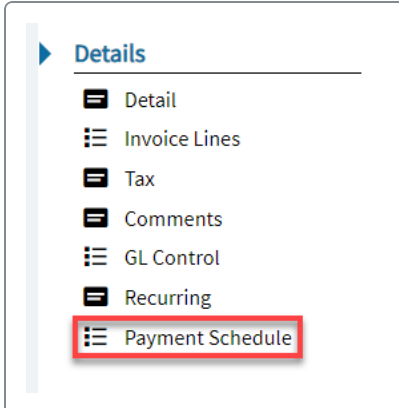 Details
Detail
Invoice Lines
Tax
Comments
GL Control
Recurring
Payment Schedule